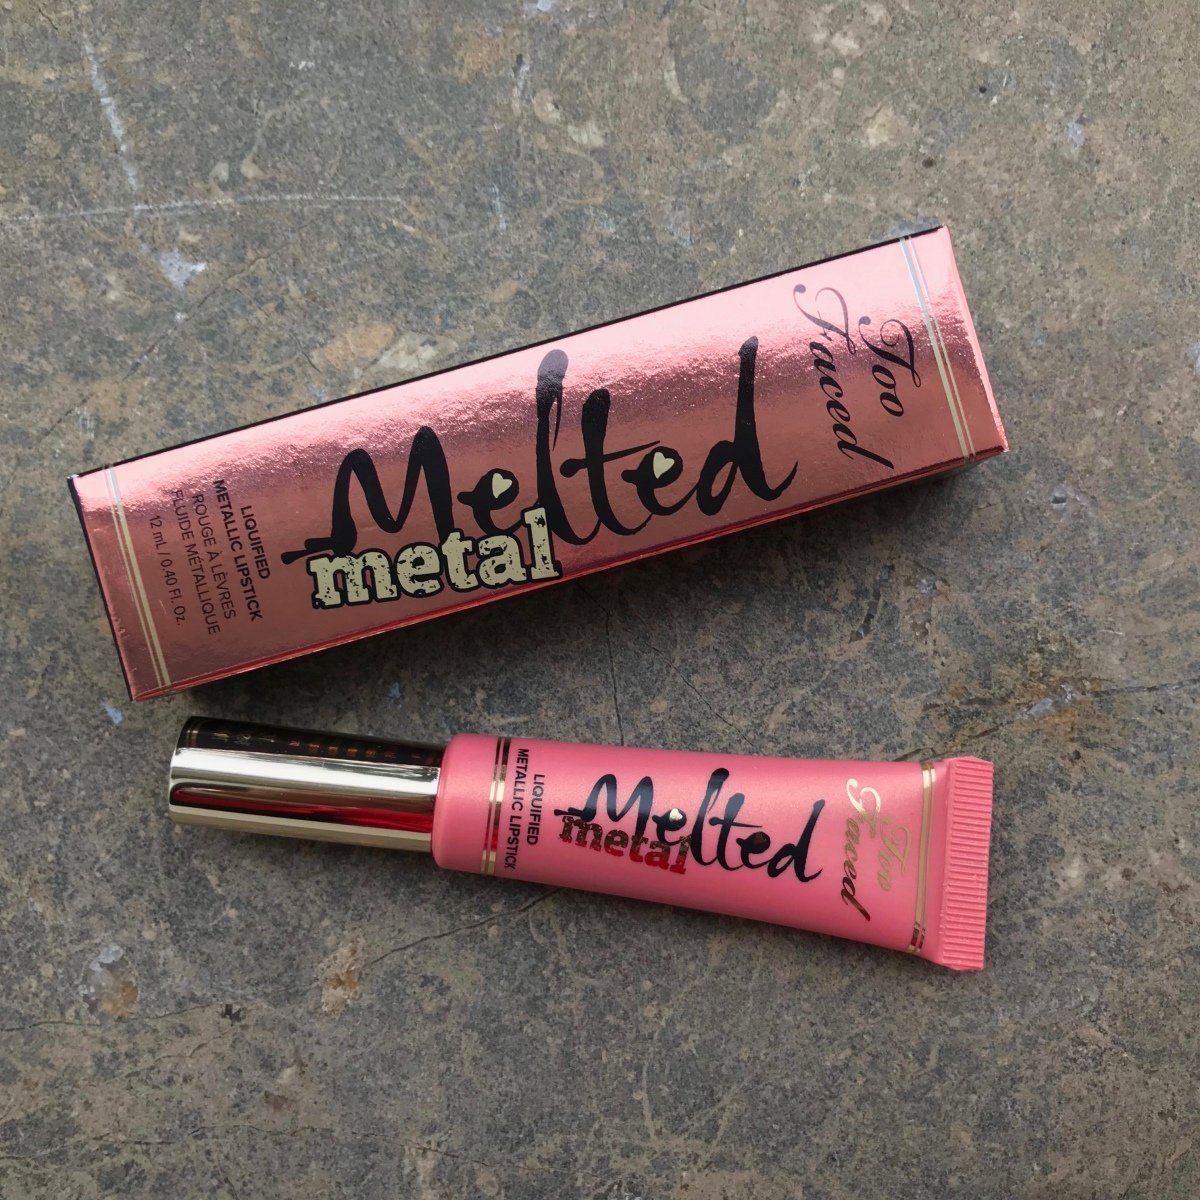 Too
Faced
Melted
metal
LIQUIFIED
METALLIC LIPSTICK
ROUGE À LÈVRES
FLUIDE MÉTALLIQUE
12 mL / 0.40 Fl. Oz.
LIQUIFIED
METALLIC LIPSTICK
Melted
metal
Too
Faced